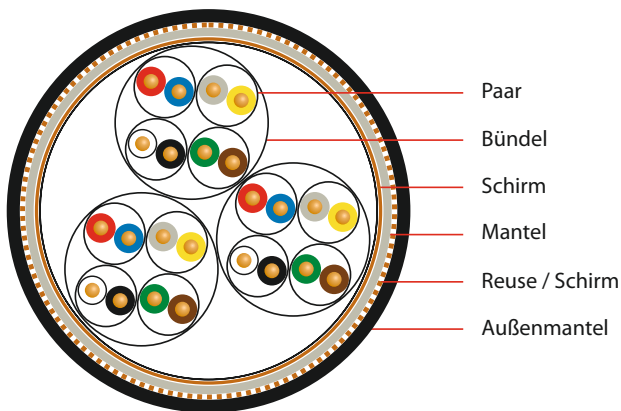 Paar
Bündel
Schirm
Mantel
Reuse / Schirm
Außenmantel